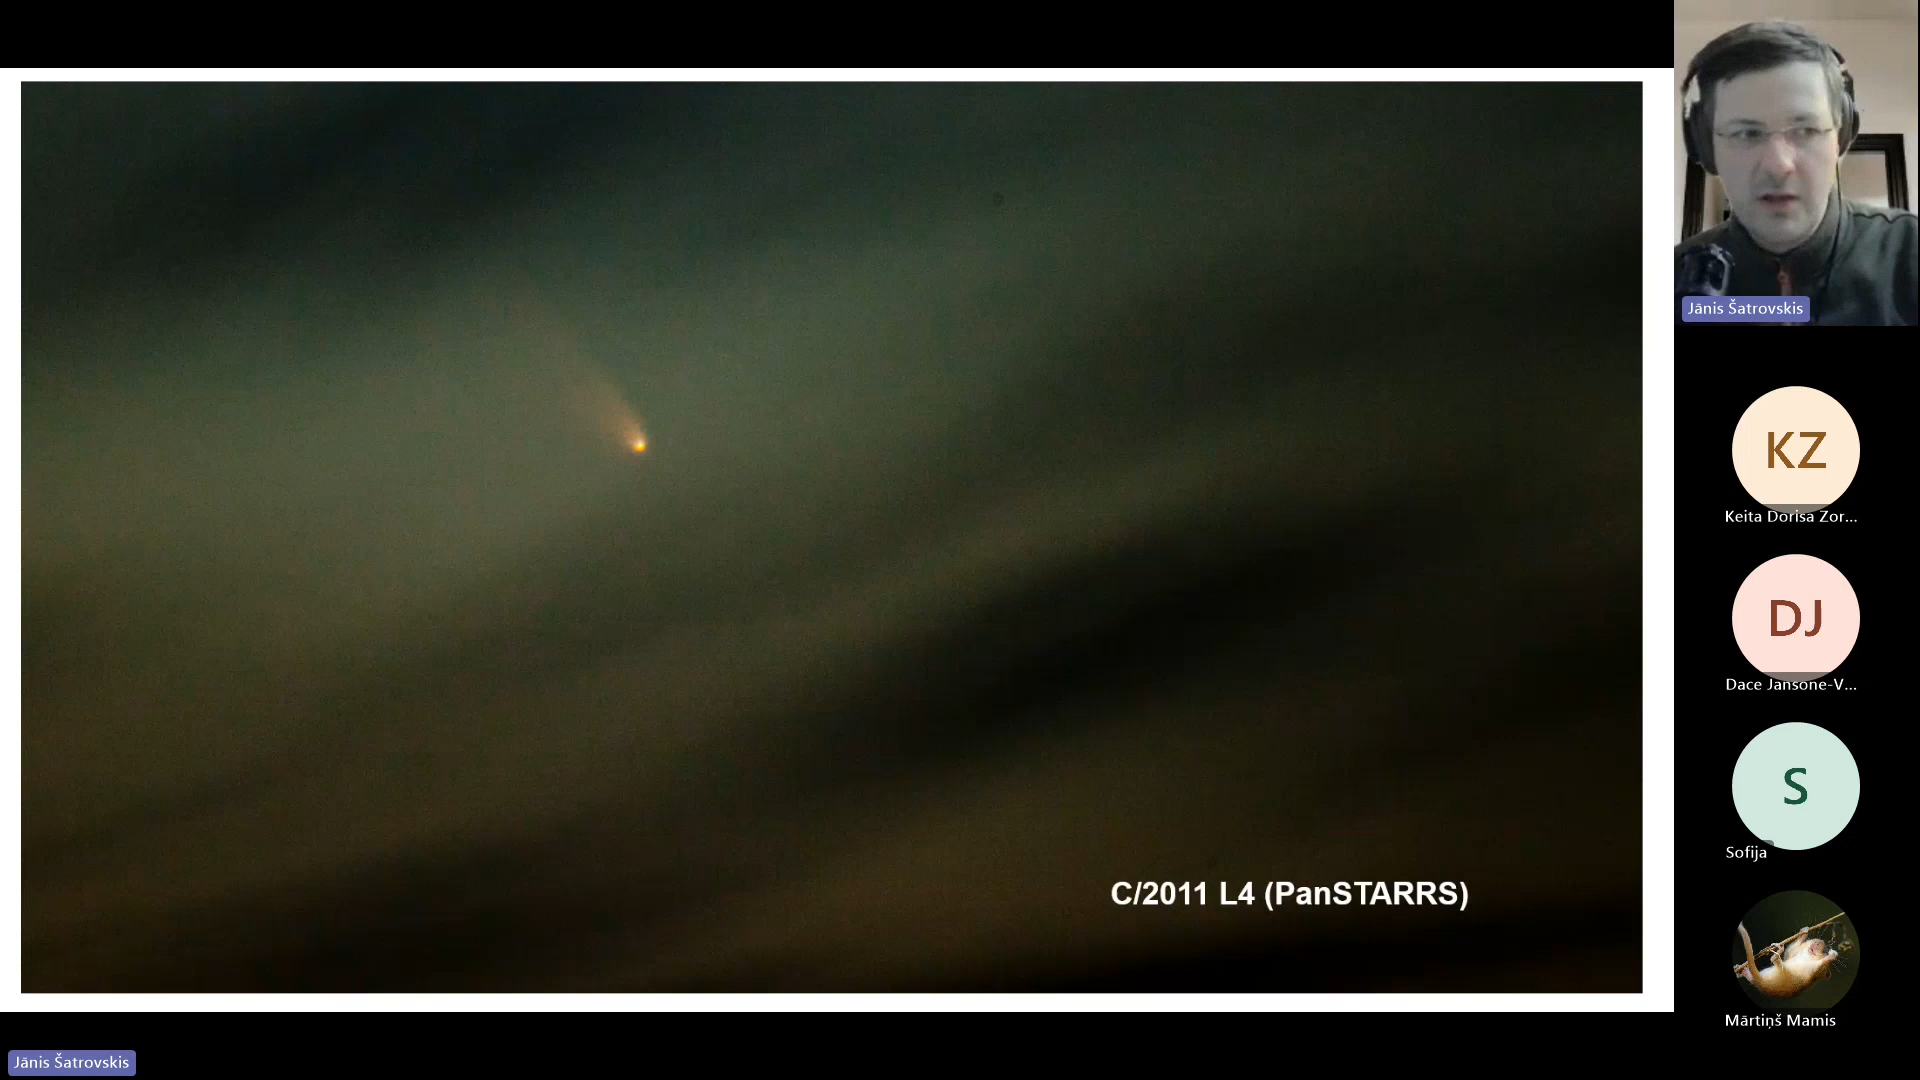 C/2011 L4 (PanSTARRS)
Jānis Šatrovskis
Jānis Šatrovskis
KZ
Keita Dorisa Zor...
DJ
Dace Jansone-V...
S
Sofija
Mārtiņš Mamis